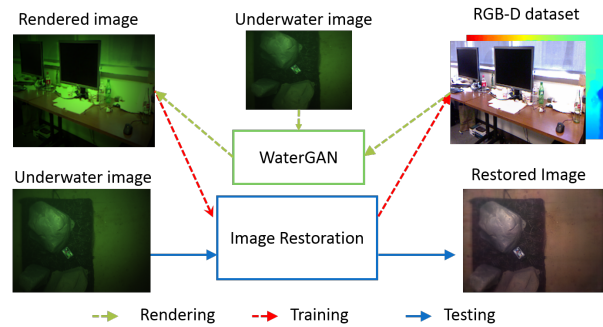 Rendered image
Underwater image
RGB-D dataset
WaterGAN
Underwater image
Restored Image
Image Restoration
Rendering
Training
Testing